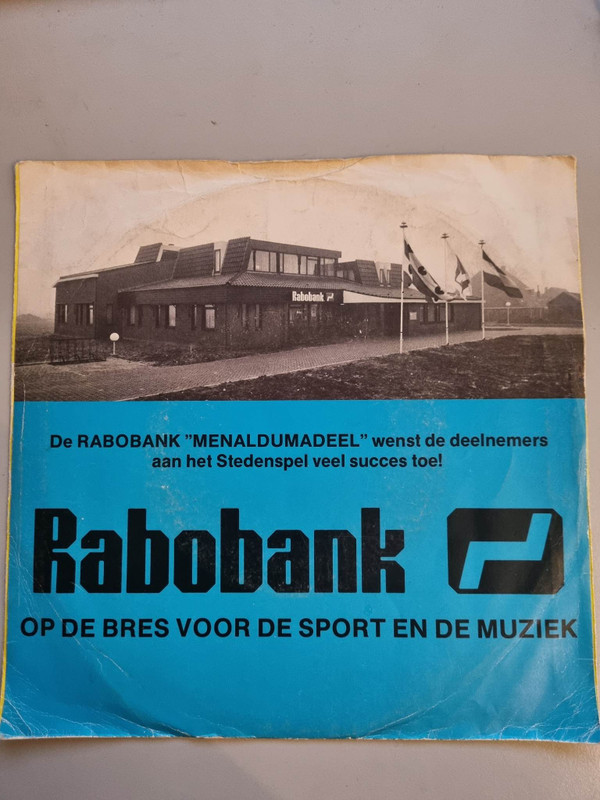 Rabobank
De RABOBANK "MENALDUMADEEL" wenst de deelnemers
aan het Stedenspel veel succes toe!
Rabobank
OP DE BRES VOOR DE SPORT EN DE MUZIEK